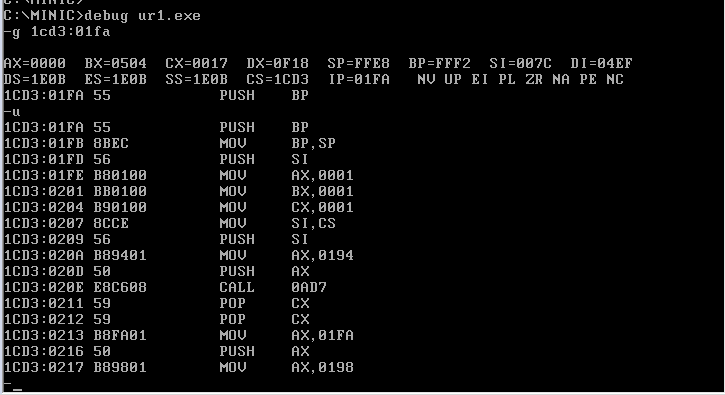 C:\MINIC>
C:\MINIC>debug ur1.exe
-g 1cd3:01fa
AX=0000 BX=0504 CX=0017 DX=0F18 SP=FFE8 BP=FFF2 SI=007C DI=04EF
DS=1E0B ES=1E0B SS=1E0B CS=1CD3 IP=01FA NV UP EI PL ZR NA PE NC
1CD3:01FA 55 PUSH BP
-u
1CD3:01FA 55 PUSH BP
1CD3:01FB 8BEC MOV BP,SP
1CD3:01FD 56 PUSH SI
1CD3:01FE B80100 MOV AX,0001
1CD3:0201 BB0100 MOV BX,0001
1CD3:0204 B90100 MOV CX,0001
1CD3:0207 8CCE MOV SI,CS
1CD3:0209 56 PUSH SI
1CD3:020A B89401 MOV AX,0194
1CD3:020D 50 PUSH AX
1CD3:020E E8C608 CALL 0AD7
1CD3:0211 59 POP CX
1CD3:0212 59 POP CX
1CD3:0213 B8FA01 MOV AX,01FA
1CD3:0216 50 PUSH AX
1CD3:0217 B89801 MOV AX,0198
-_